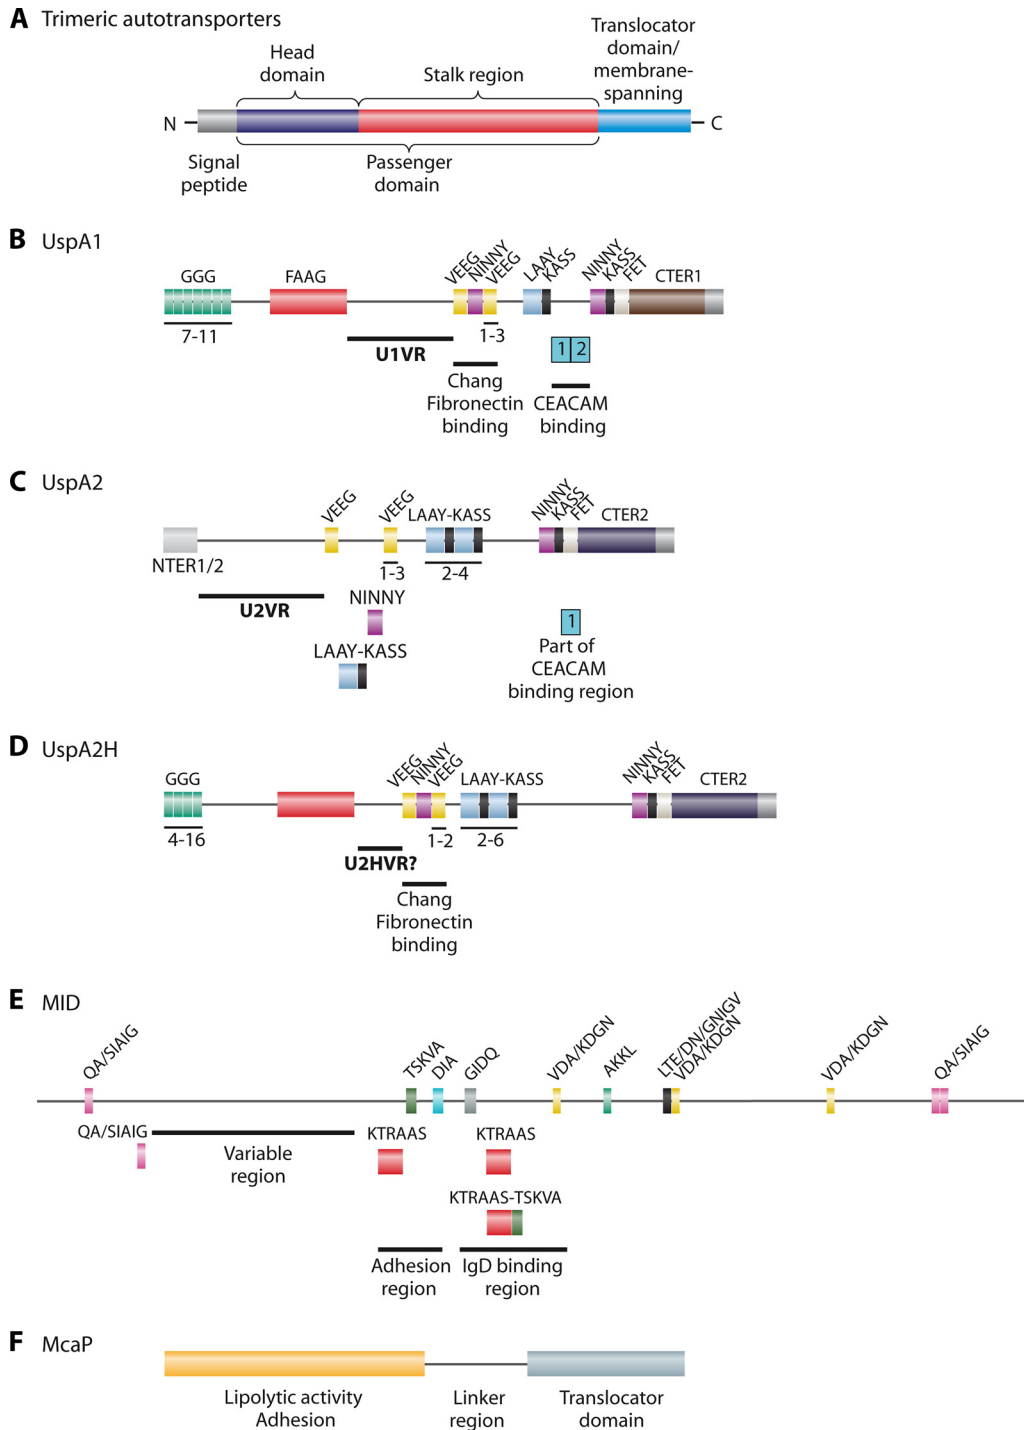 A Trimeric autotransporters
Head
domain
Stalk region
Translocator
domain/
membrane-
spanning
N
C
Signal
peptide
Passenger
domain
B UspA1
GGG
FAAG
VEEG
NINNY
VEEG
LAAY
KASS
NINNY
KASS
FET
CTER1
7-11
U1VR
1-3
1 2
Chang
Fibronectin
binding
CEACAM
binding
C UspA2
VEEG
VEEG
LAAY-KASS
NINNY
KASS
FET
CTER2
NTER1/2
1-3
2-4
U2VR
NINNY
LAAY-KASS
1
Part of
CEACAM
binding region
D UspA2H
GGG
VEEG
NINNY
VEEG
LAAY-KASS
NINNY
KASS
FET
CTER2
4-16
1-2
2-6
U2HVR?
Chang
Fibronectin
binding
E MID
QA/SIAIG
TSKVA
DIA
GIDQ
VDA/KDGN
AKKL
LTE/DN/GNIGV
VDA/KDGN
VDA/KDGN
QA/SIAIG
QA/SIAIG
Variable
region
KTRAAS
KTRAAS
KTRAAS-TSKVA
Adhesion
region
IgD binding
region
F McaP
Lipolytic activity
Adhesion
Linker
region
Translocator
domain